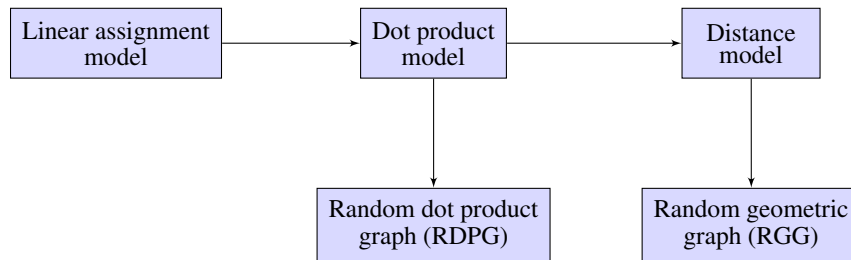 Linear assignment
model
Dot product
model
Distance
model
Random dot product
graph (RDPG)
Random geometric
graph (RGG)